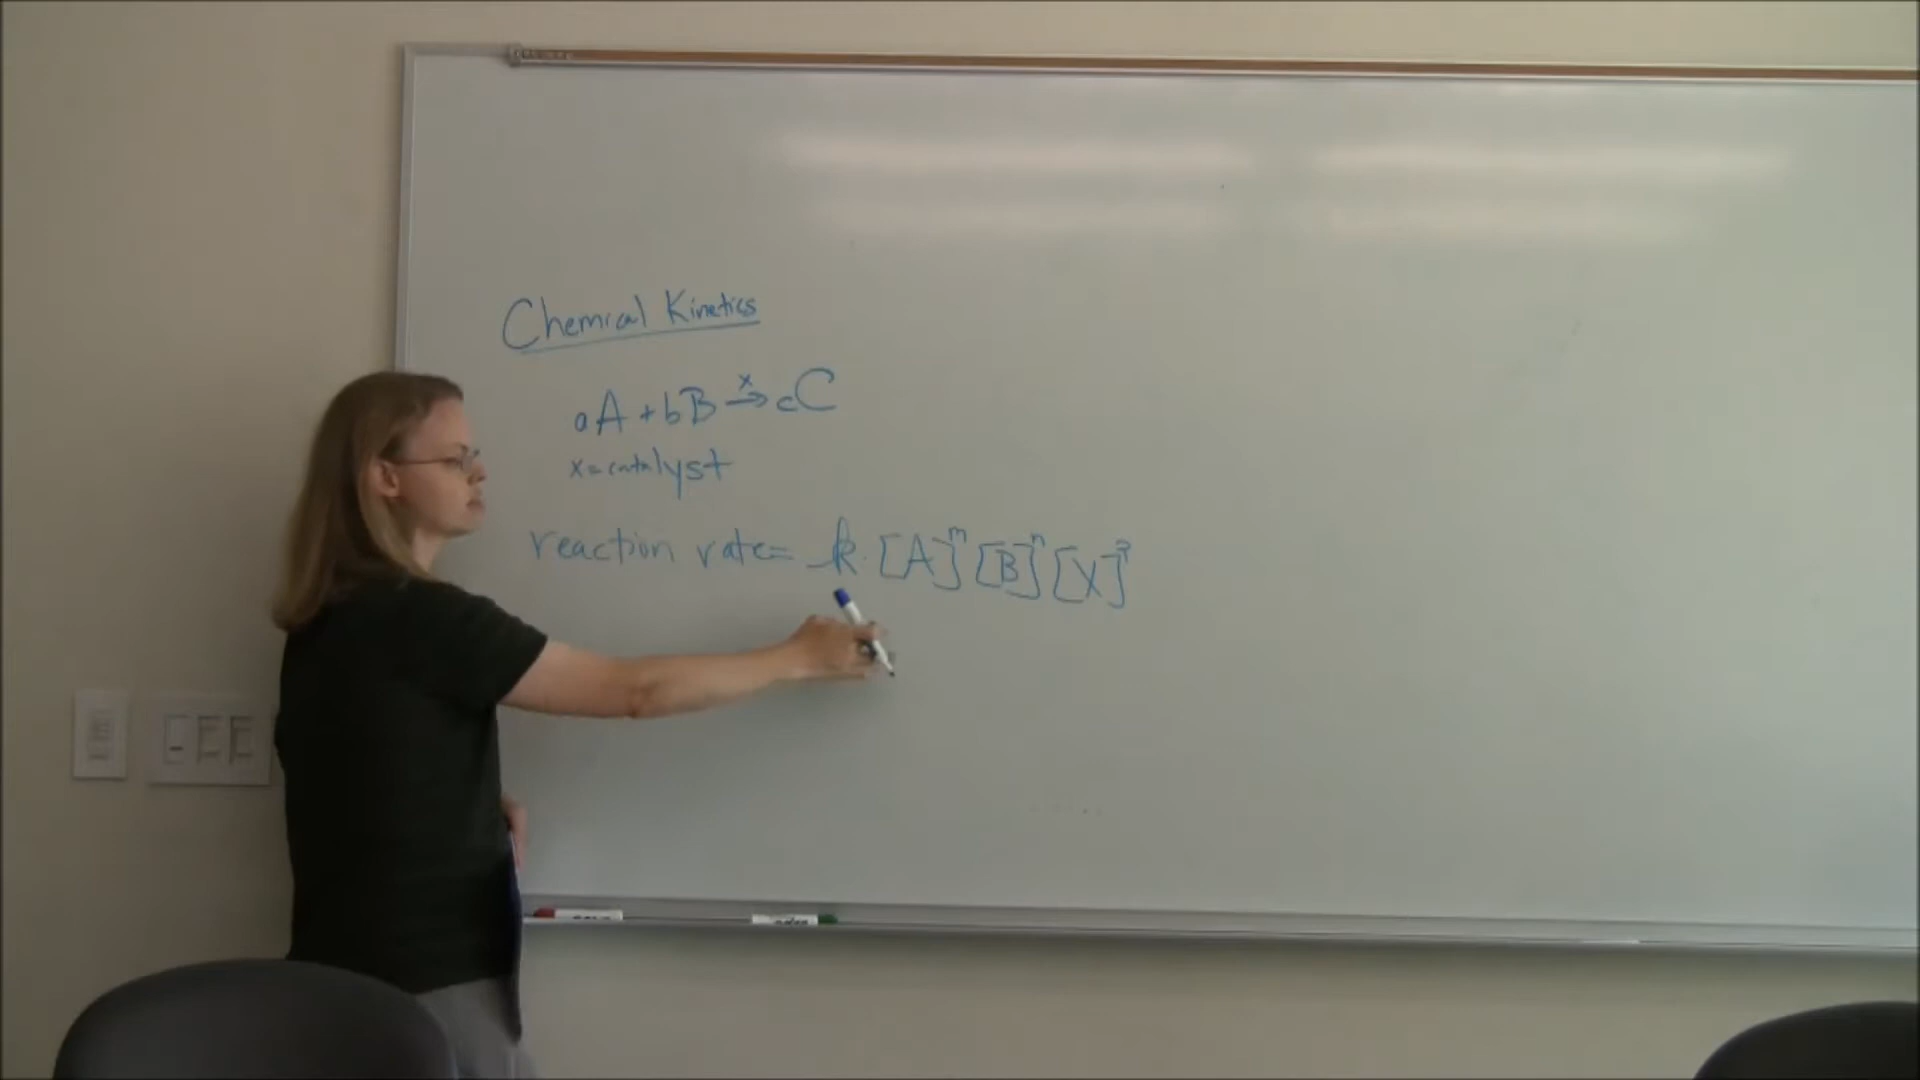 Chemical Kinetics
aA + bB →ˣ cC
x = catalyst
reaction rate = k · [A]ᵐ [B]ⁿ [X]ᵖ